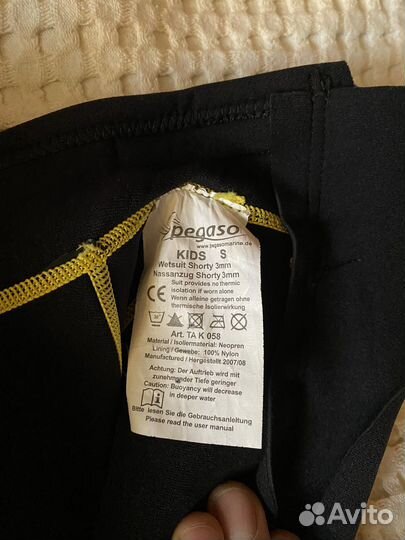 pegaso
www.pegasomarine.de
KIDS S
Wetsuit Shorty 3mm
Nassanzug Shorty 3mm
Suit provides no thermic
isolation if worn alone
Wenn alleine getragen ohne
thermische Isolierwirkung
CE
30°
Art. TA K 058
Material / Isoliermaterial: Neopren
Lining / Gewebe: 100% Nylon
Manufactured / Hergestellt 2007/08
Achtung: Der Auftrieb wird mit
zunehmender Tiefe geringer
Caution: Buoyancy will decrease
in deeper water
Bitte lesen Sie die Gebrauchsanleitung
Please read the user manual
Avito